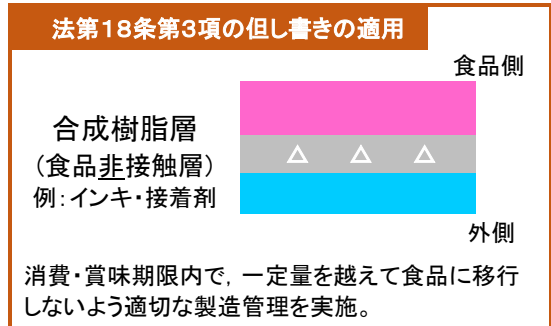 法第18条第3項の但し書きの適用
食品側
合成樹脂層
(食品非接触層)
例:インキ・接着剤
△ △ △
外側
消費・賞味期限内で, 一定量を越えて食品に移行
しないよう適切な製造管理を実施。